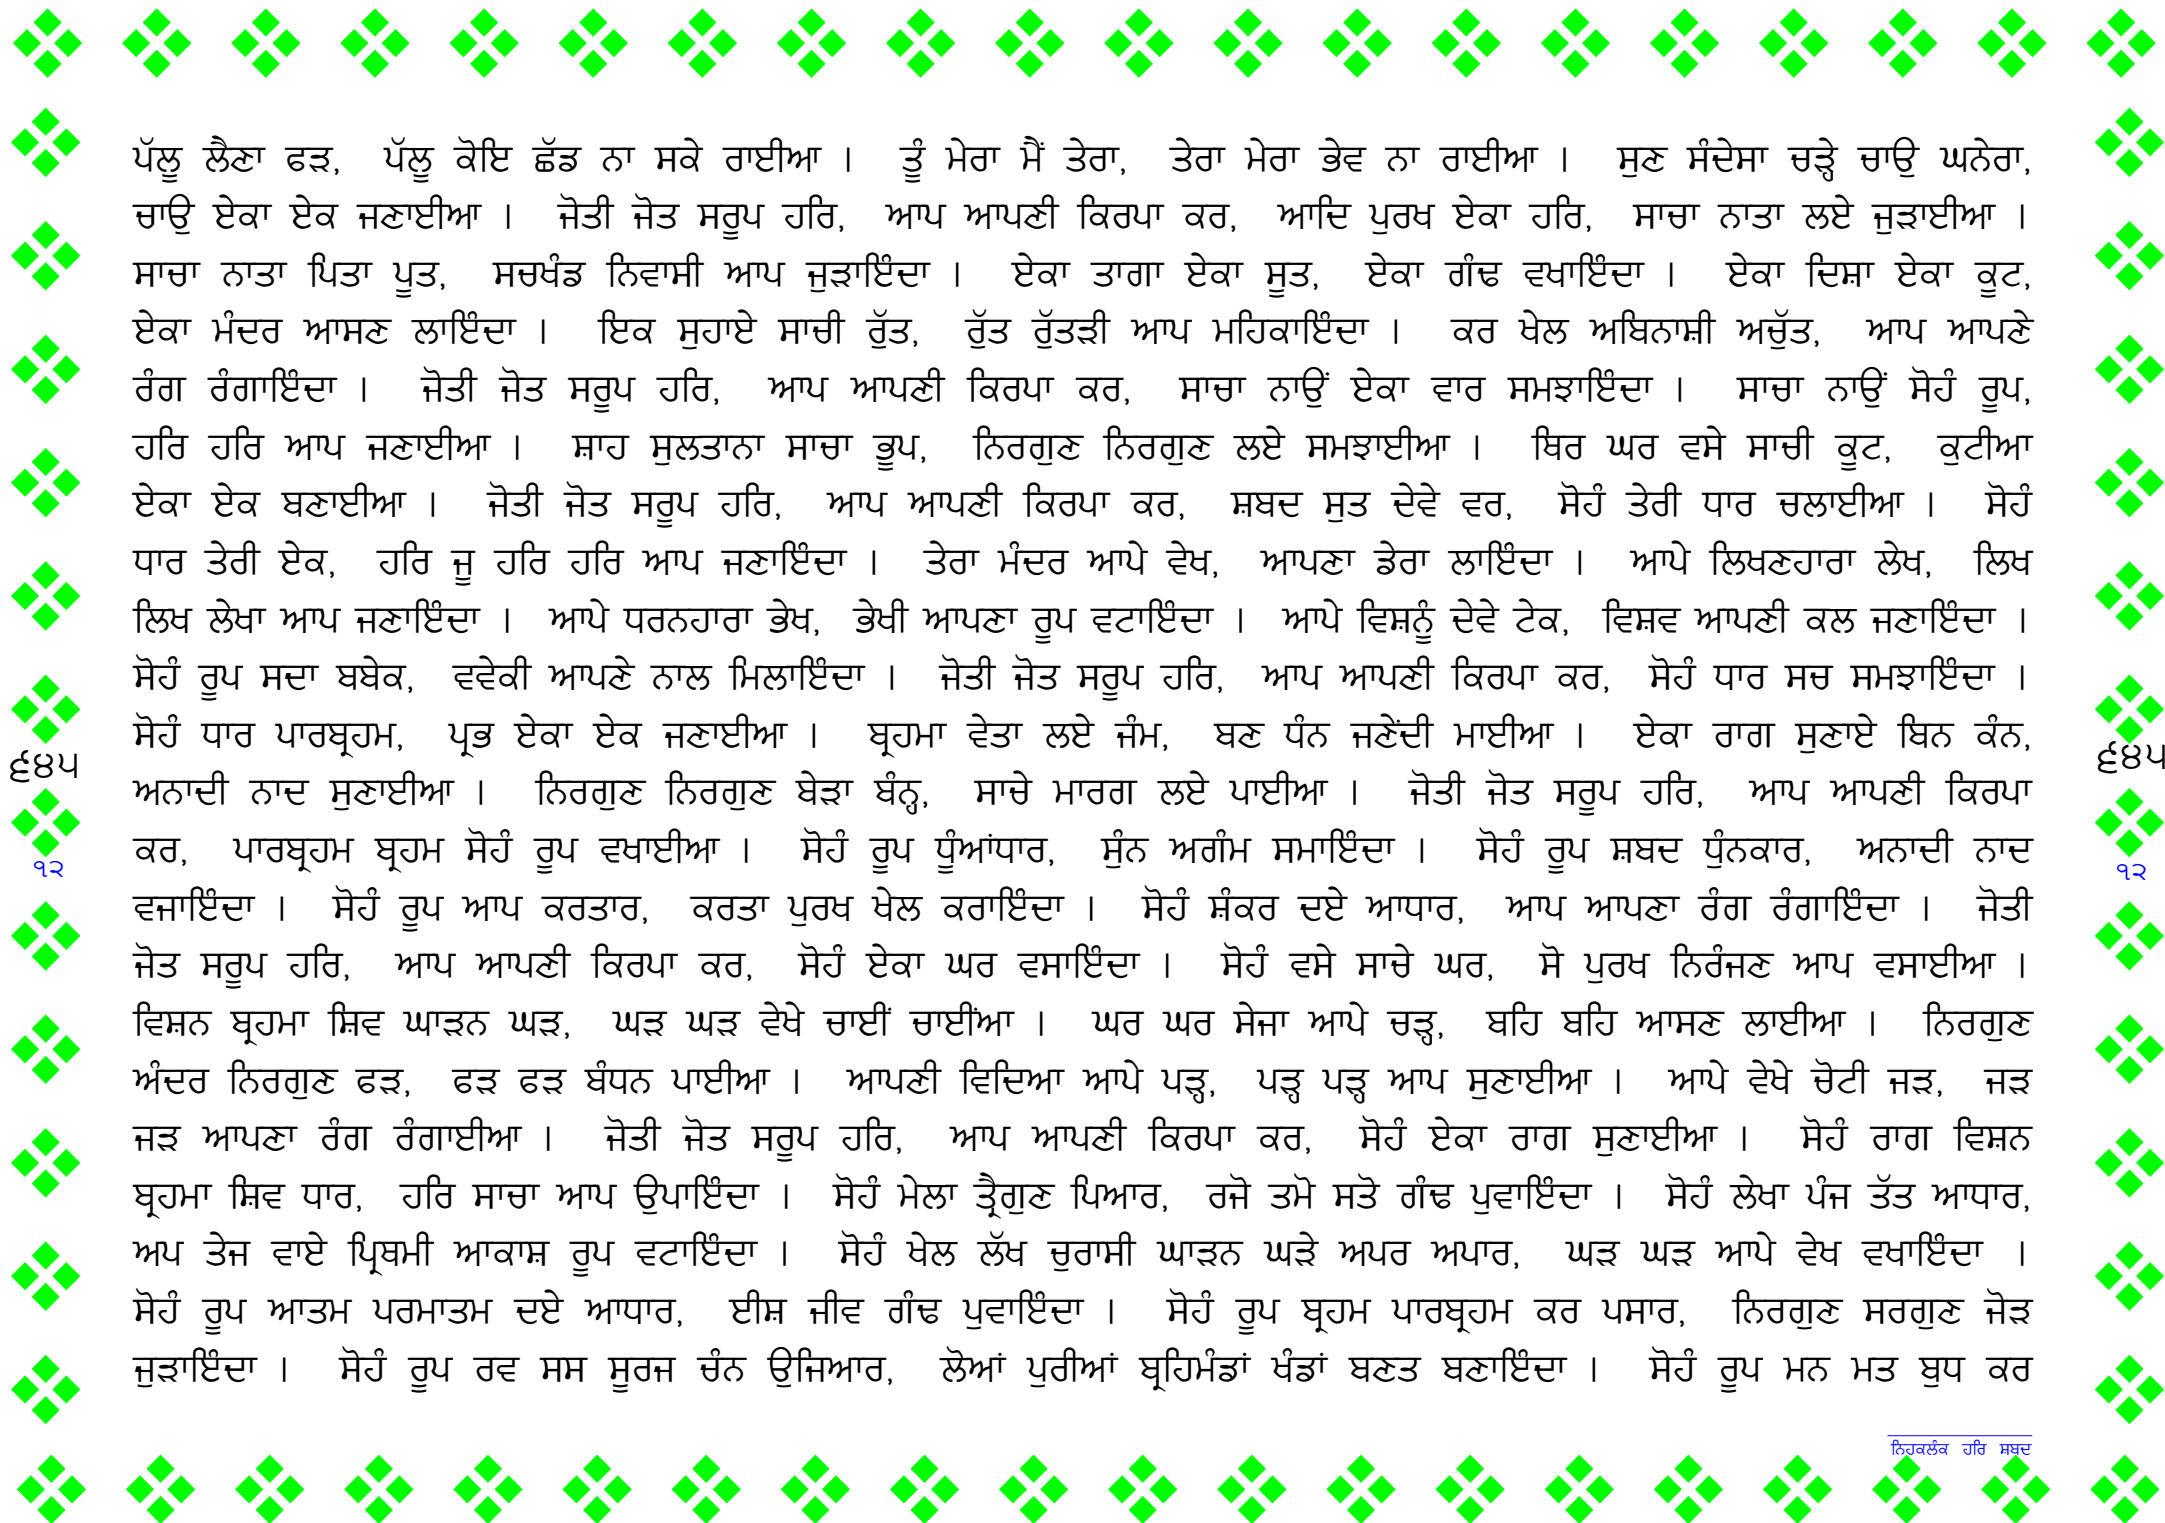 ਪੱਲੂ ਲੈਣਾ ਫੜ, ਪੱਲੂ ਕੋਇ ਛੱਡ ਨਾ ਸਕੇ ਰਾਈਆ । ਤੂੰ ਮੇਰਾ ਮੈਂ ਤੇਰਾ, ਤੇਰਾ ਮੇਰਾ ਭੇਵ ਨਾ ਰਾਈਆ । ਸੁਣ ਸੰਦੇਸਾ ਚੜ੍ਹੇ ਚਾਉ ਘਨੇਰਾ,
ਚਾਉ ਏਕਾ ਏਕ ਜਣਾਈਆ । ਜੋਤੀ ਜੋਤ ਸਰੂਪ ਹਰਿ, ਆਪ ਆਪਣੀ ਕਿਰਪਾ ਕਰ, ਆਦਿ ਪੁਰਖ ਏਕਾ ਹਰਿ, ਸਾਚਾ ਨਾਤਾ ਲਏ ਜੁੜਾਈਆ ।
ਸਾਚਾ ਨਾਤਾ ਪਿਤਾ ਪੂਤ, ਸਚਖੰਡ ਨਿਵਾਸੀ ਆਪ ਜੁੜਾਇੰਦਾ । ਏਕਾ ਤਾਗਾ ਏਕਾ ਸੂਤ, ਏਕਾ ਗੰਢ ਵਖਾਇੰਦਾ । ਏਕਾ ਦਿਸ਼ਾ ਏਕਾ ਕੂਟ,
ਏਕਾ ਮੰਦਰ ਆਸਣ ਲਾਇੰਦਾ । ਇਕ ਸੁਹਾਏ ਸਾਚੀ ਰੁੱਤ, ਰੁੱਤ ਰੁੱਤੜੀ ਆਪ ਮਹਿਕਾਇੰਦਾ । ਕਰ ਖੇਲ ਅਬਿਨਾਸ਼ੀ ਅਚੁੱਤ, ਆਪ ਆਪਣੇ
ਰੰਗ ਰੰਗਾਇੰਦਾ । ਜੋਤੀ ਜੋਤ ਸਰੂਪ ਹਰਿ, ਆਪ ਆਪਣੀ ਕਿਰਪਾ ਕਰ, ਸਾਚਾ ਨਾਉਂ ਏਕਾ ਵਾਰ ਸਮਝਾਇੰਦਾ । ਸਾਚਾ ਨਾਉਂ ਸੋਹੰ ਰੂਪ,
ਹਰਿ ਹਰਿ ਆਪ ਜਣਾਈਆ । ਸ਼ਾਹ ਸੁਲਤਾਨਾ ਸਾਚਾ ਭੂਪ, ਨਿਰਗੁਣ ਨਿਰਗੁਣ ਲਏ ਸਮਝਾਈਆ । ਥਿਰ ਘਰ ਵਸੇ ਸਾਚੀ ਕੂਟ, ਕੁਟੀਆ
ਏਕਾ ਏਕ ਬਣਾਈਆ । ਜੋਤੀ ਜੋਤ ਸਰੂਪ ਹਰਿ, ਆਪ ਆਪਣੀ ਕਿਰਪਾ ਕਰ, ਸ਼ਬਦ ਸੁਤ ਦੇਵੇ ਵਰ, ਸੋਹੰ ਤੇਰੀ ਧਾਰ ਚਲਾਈਆ । ਸੋਹੰ
ਧਾਰ ਤੇਰੀ ਏਕ, ਹਰਿ ਜੂ ਹਰਿ ਹਰਿ ਆਪ ਜਣਾਇੰਦਾ । ਤੇਰਾ ਮੰਦਰ ਆਪੇ ਵੇਖ, ਆਪਣਾ ਡੇਰਾ ਲਾਇੰਦਾ । ਆਪੇ ਲਿਖਣਹਾਰਾ ਲੇਖ, ਲਿਖ
ਲਿਖ ਲੇਖਾ ਆਪ ਜਣਾਇੰਦਾ । ਆਪੇ ਧਰਨਹਾਰਾ ਭੇਖ, ਭੇਖੀ ਆਪਣਾ ਰੂਪ ਵਟਾਇੰਦਾ । ਆਪੇ ਵਿਸ਼ਨੂੰ ਦੇਵੇ ਟੇਕ, ਵਿਸ਼ਵ ਆਪਣੀ ਕਲ ਜਣਾਇੰਦਾ ।
ਸੋਹੰ ਰੂਪ ਸਦਾ ਬਬੇਕ, ਵਵੇਕੀ ਆਪਣੇ ਨਾਲ ਮਿਲਾਇੰਦਾ । ਜੋਤੀ ਜੋਤ ਸਰੂਪ ਹਰਿ, ਆਪ ਆਪਣੀ ਕਿਰਪਾ ਕਰ, ਸੋਹੰ ਧਾਰ ਸਚ ਸਮਝਾਇੰਦਾ ।
ਸੋਹੰ ਧਾਰ ਪਾਰਬ੍ਰਹਮ, ਪ੍ਰਭ ਏਕਾ ਏਕ ਜਣਾਈਆ । ਬ੍ਰਹਮਾ ਵੇਤਾ ਲਏ ਜੰਮ, ਬਣ ਧੰਨ ਜਣੇਂਦੀ ਮਾਈਆ । ਏਕਾ ਰਾਗ ਸੁਣਾਏ ਬਿਨ ਕੰਨ,
੬੪੫ ੬੪੫
ਅਨਾਦੀ ਨਾਦ ਸੁਣਾਈਆ । ਨਿਰਗੁਣ ਨਿਰਗੁਣ ਬੇੜਾ ਬੰਨ੍ਹ, ਸਾਚੇ ਮਾਰਗ ਲਏ ਪਾਈਆ । ਜੋਤੀ ਜੋਤ ਸਰੂਪ ਹਰਿ, ਆਪ ਆਪਣੀ ਕਿਰਪਾ
ਕਰ, ਪਾਰਬ੍ਰਹਮ ਬ੍ਰਹਮ ਸੋਹੰ ਰੂਪ ਵਖਾਈਆ । ਸੋਹੰ ਰੂਪ ਧੂੰਆਂਧਾਰ, ਸੁੰਨ ਅਗੰਮ ਸਮਾਇੰਦਾ । ਸੋਹੰ ਰੂਪ ਸ਼ਬਦ ਧੁੰਨਕਾਰ, ਅਨਾਦੀ ਨਾਦ
੧੨ ੧੨
ਵਜਾਇੰਦਾ । ਸੋਹੰ ਰੂਪ ਆਪ ਕਰਤਾਰ, ਕਰਤਾ ਪੁਰਖ ਖੇਲ ਕਰਾਇੰਦਾ । ਸੋਹੰ ਸ਼ੰਕਰ ਦਏ ਆਧਾਰ, ਆਪ ਆਪਣਾ ਰੰਗ ਰੰਗਾਇੰਦਾ । ਜੋਤੀ
ਜੋਤ ਸਰੂਪ ਹਰਿ, ਆਪ ਆਪਣੀ ਕਿਰਪਾ ਕਰ, ਸੋਹੰ ਏਕਾ ਘਰ ਵਸਾਇੰਦਾ । ਸੋਹੰ ਵਸੇ ਸਾਚੇ ਘਰ, ਸੋ ਪੁਰਖ ਨਿਰੰਜਣ ਆਪ ਵਸਾਈਆ ।
ਵਿਸ਼ਨ ਬ੍ਰਹਮਾ ਸ਼ਿਵ ਘਾੜਨ ਘੜ, ਘੜ ਘੜ ਵੇਖੇ ਚਾਈਂ ਚਾਈਂਆ । ਘਰ ਘਰ ਸੇਜਾ ਆਪੇ ਚੜ੍ਹ, ਬਹਿ ਬਹਿ ਆਸਣ ਲਾਈਆ । ਨਿਰਗੁਣ
ਅੰਦਰ ਨਿਰਗੁਣ ਫੜ, ਫੜ ਫੜ ਬੰਧਨ ਪਾਈਆ । ਆਪਣੀ ਵਿਦਿਆ ਆਪੇ ਪੜ੍ਹ, ਪੜ੍ਹ ਪੜ੍ਹ ਆਪ ਸੁਣਾਈਆ । ਆਪੇ ਵੇਖੇ ਚੋਟੀ ਜੜ, ਜੜ
ਜੜ ਆਪਣਾ ਰੰਗ ਰੰਗਾਈਆ । ਜੋਤੀ ਜੋਤ ਸਰੂਪ ਹਰਿ, ਆਪ ਆਪਣੀ ਕਿਰਪਾ ਕਰ, ਸੋਹੰ ਏਕਾ ਰਾਗ ਸੁਣਾਈਆ । ਸੋਹੰ ਰਾਗ ਵਿਸ਼ਨ
ਬ੍ਰਹਮਾ ਸ਼ਿਵ ਧਾਰ, ਹਰਿ ਸਾਚਾ ਆਪ ਉਪਾਇੰਦਾ । ਸੋਹੰ ਮੇਲਾ ਤ੍ਰੈਗੁਣ ਪਿਆਰ, ਰਜੋ ਤਮੋ ਸਤੋ ਗੰਢ ਪੁਵਾਇੰਦਾ । ਸੋਹੰ ਲੇਖਾ ਪੰਜ ਤੱਤ ਆਧਾਰ,
ਅਪ ਤੇਜ ਵਾਏ ਪ੍ਰਿਥਮੀ ਆਕਾਸ਼ ਰੂਪ ਵਟਾਇੰਦਾ । ਸੋਹੰ ਖੇਲ ਲੱਖ ਚੁਰਾਸੀ ਘਾੜਨ ਘੜੇ ਅਪਰ ਅਪਾਰ, ਘੜ ਘੜ ਆਪੇ ਵੇਖ ਵਖਾਇੰਦਾ ।
ਸੋਹੰ ਰੂਪ ਆਤਮ ਪਰਮਾਤਮ ਦਏ ਆਧਾਰ, ਈਸ਼ ਜੀਵ ਗੰਢ ਪੁਵਾਇੰਦਾ । ਸੋਹੰ ਰੂਪ ਬ੍ਰਹਮ ਪਾਰਬ੍ਰਹਮ ਕਰ ਪਸਾਰ, ਨਿਰਗੁਣ ਸਰਗੁਣ ਜੋੜ
ਜੁੜਾਇੰਦਾ । ਸੋਹੰ ਰੂਪ ਰਵ ਸਸ ਸੂਰਜ ਚੰਨ ਉਜਿਆਰ, ਲੋਆਂ ਪੁਰੀਆਂ ਬ੍ਰਹਿਮੰਡਾਂ ਖੰਡਾਂ ਬਣਤ ਬਣਾਇੰਦਾ । ਸੋਹੰ ਰੂਪ ਮਨ ਮਤ ਬੁਧ ਕਰ
ਨਿਹਕਲੰਕ ਹਰਿ ਸ਼ਬਦ